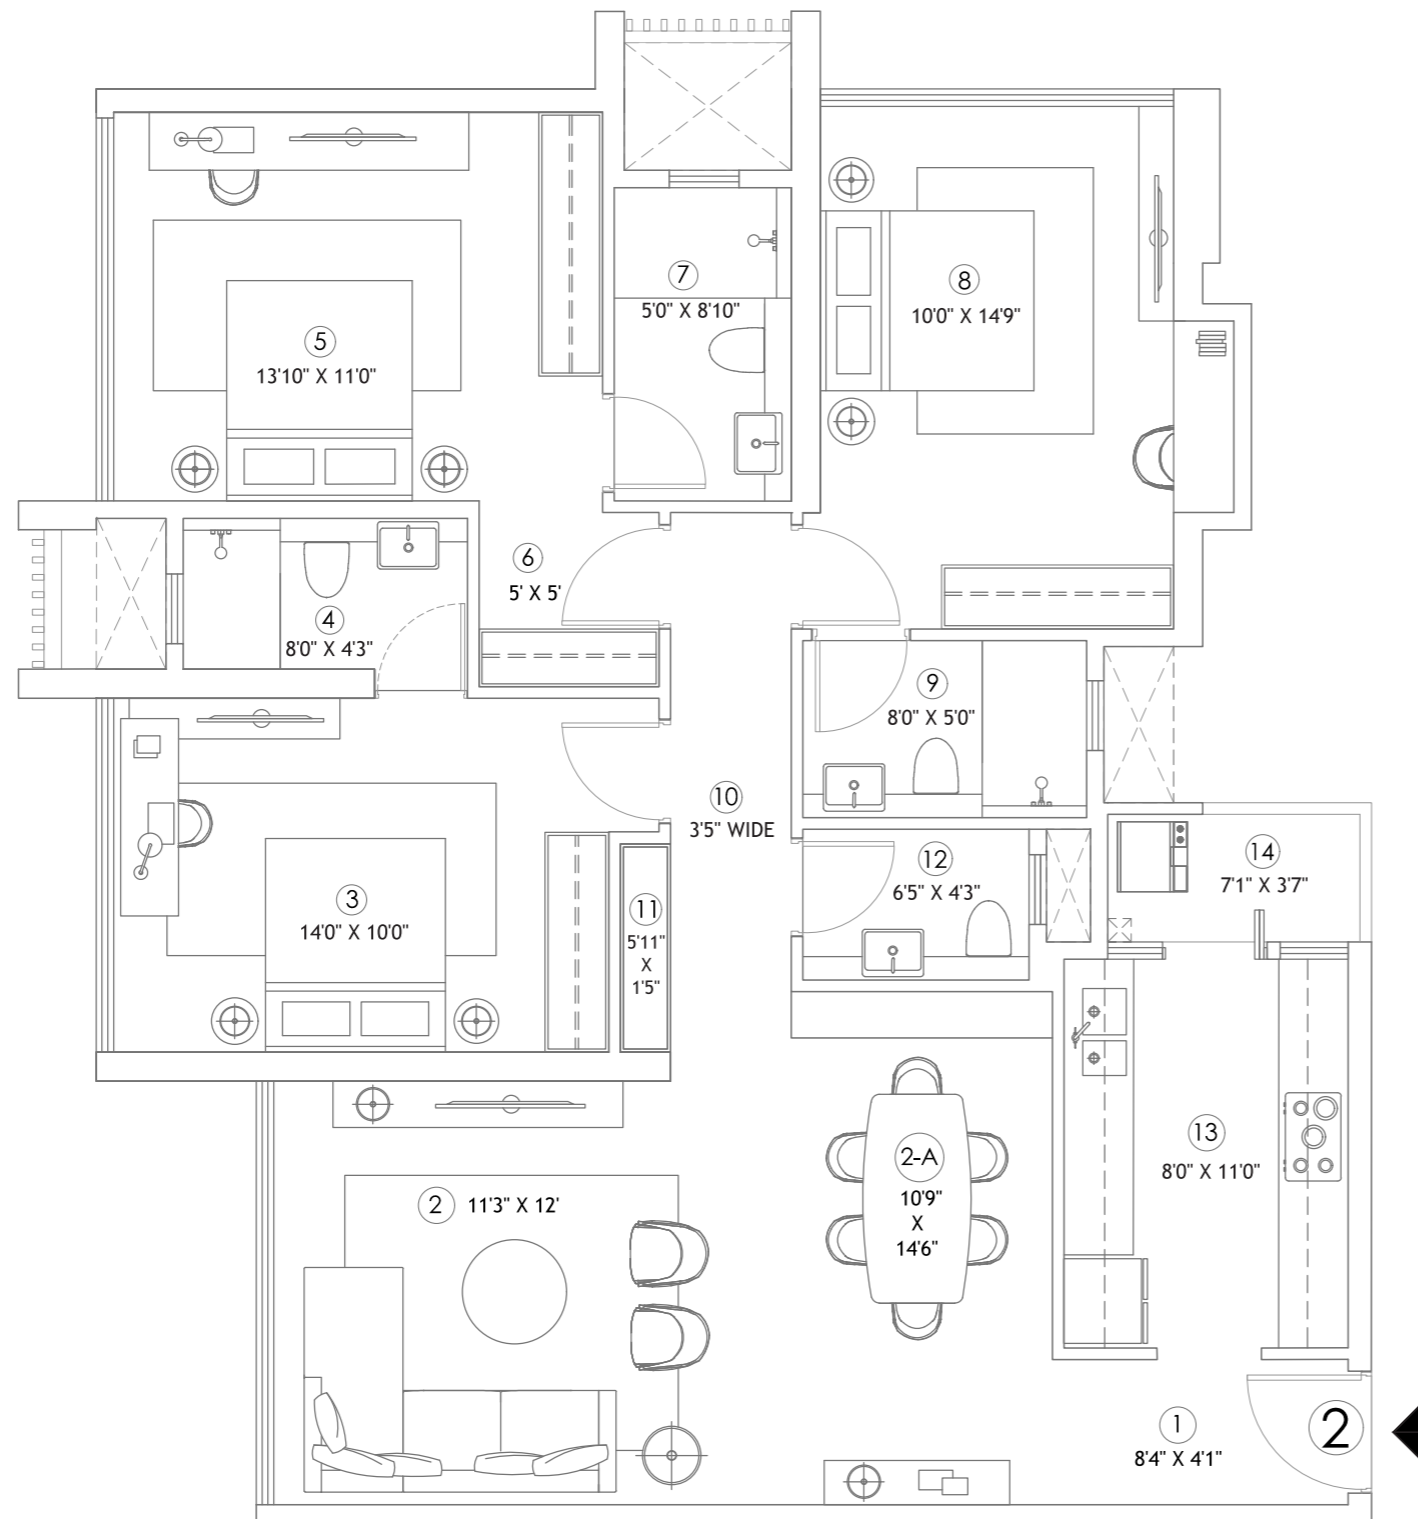 7
5'0" X 8'10"
8
10'0" X 14'9"
5
13'10" X 11'0"
6
5' X 5'
4
8'0" X 4'3"
9
8'0" X 5'0"
10
3'5" WIDE
12
6'5" X 4'3"
14
7'1" X 3'7"
3
14'0" X 10'0"
11
5'11"
X
1'5"
13
8'0" X 11'0"
2-A
10'9"
X
14'6"
2 11'3" X 12'
1
8'4" X 4'1"
2